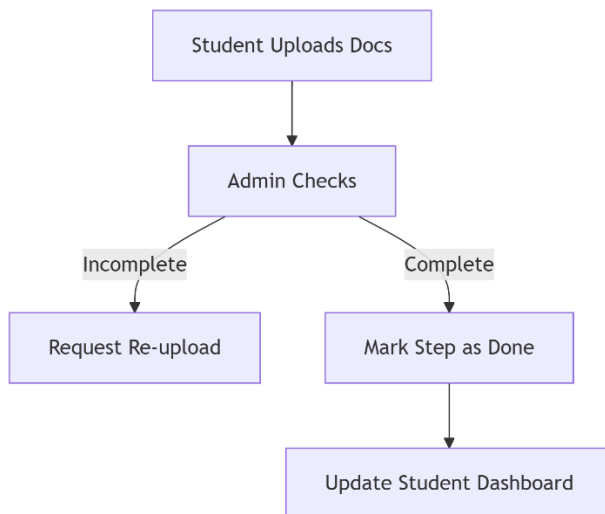 Student Uploads Docs
Admin Checks
Incomplete
Complete
Request Re-upload
Mark Step as Done
Update Student Dashboard